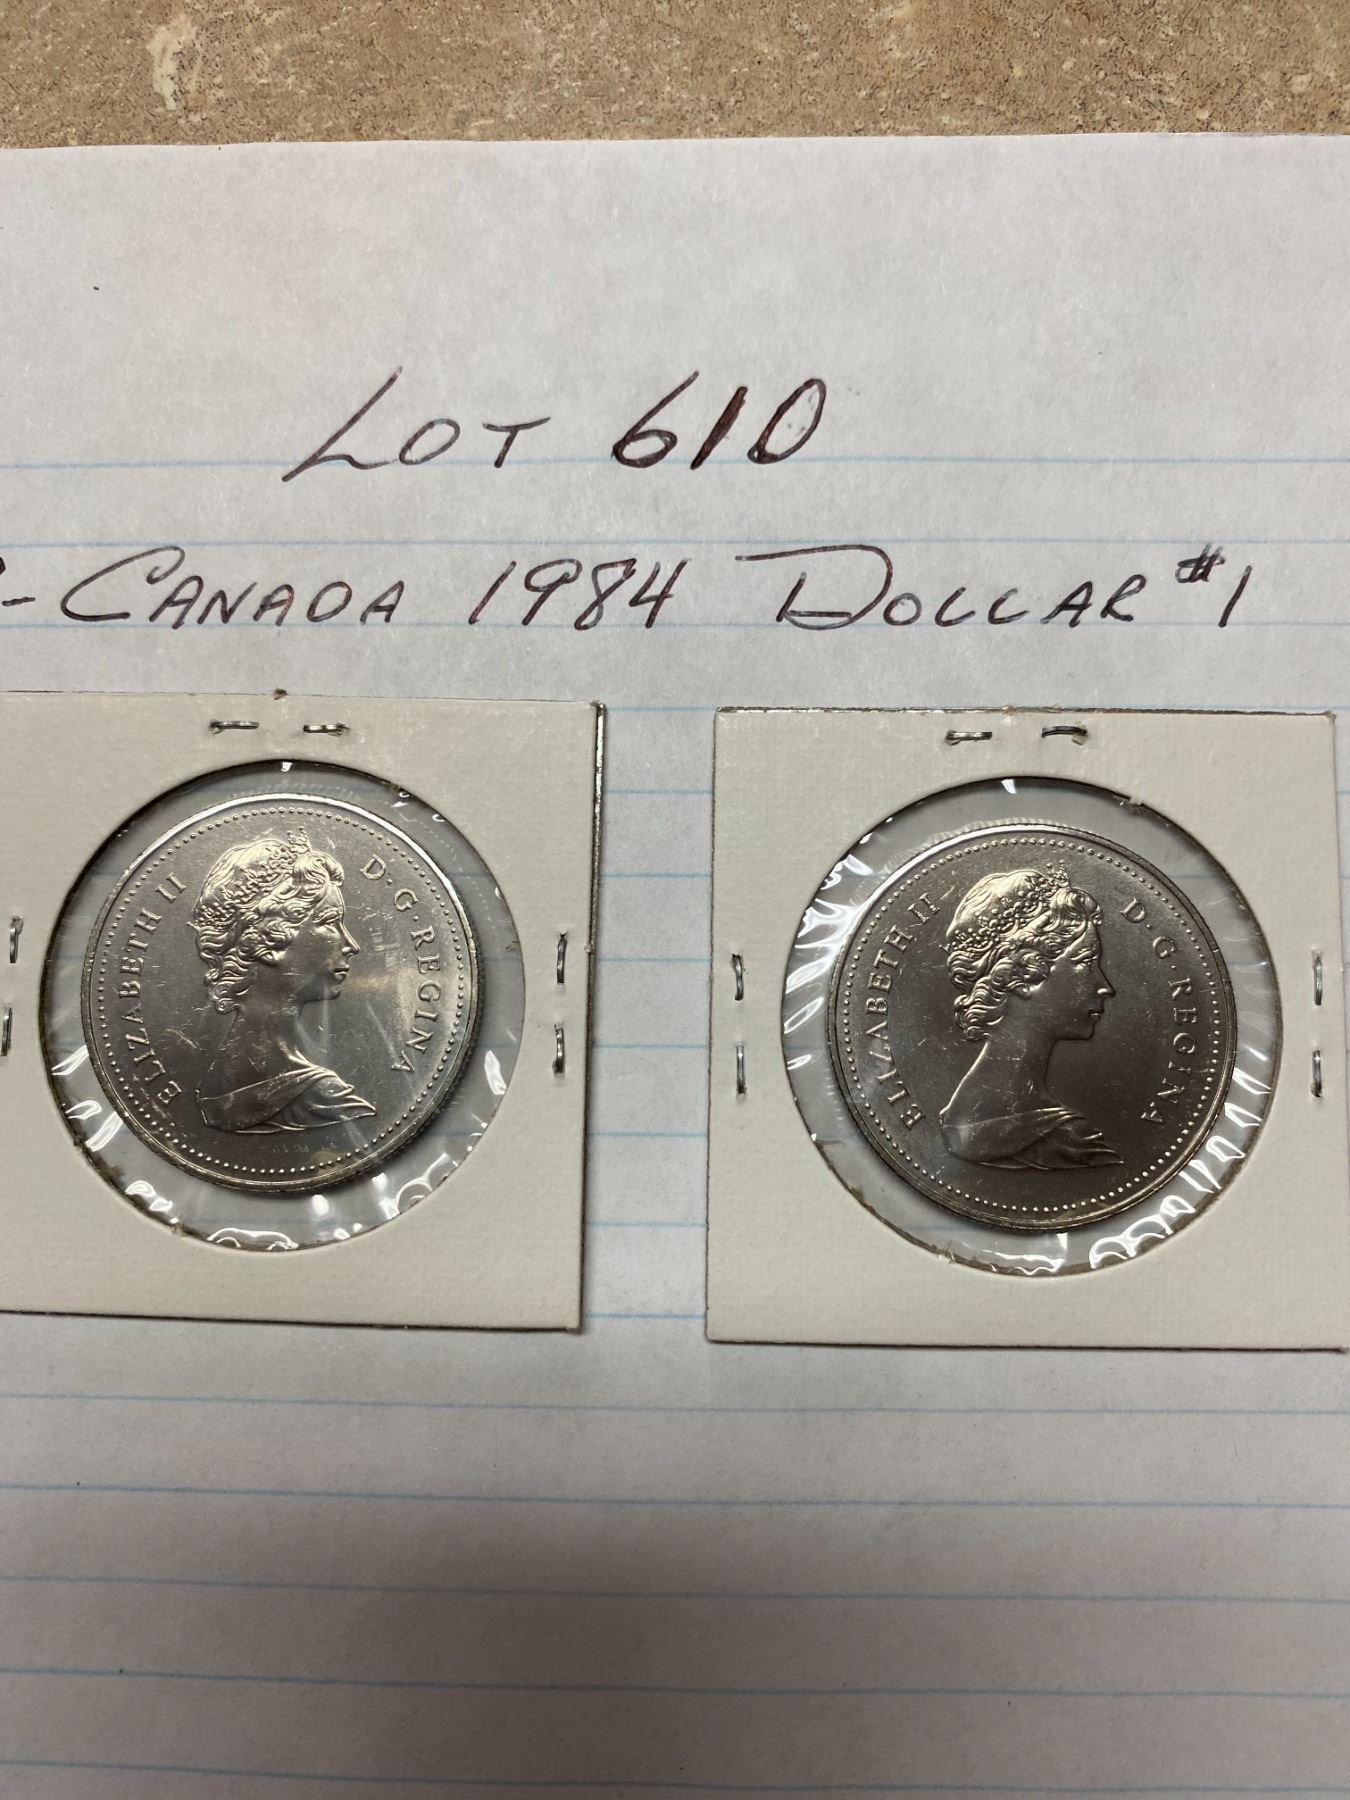 LOT 610
- CANADA 1984 DOLLAR #1
ELIZABETH II D·G·REGINA
ELIZABETH II D·G·REGINA